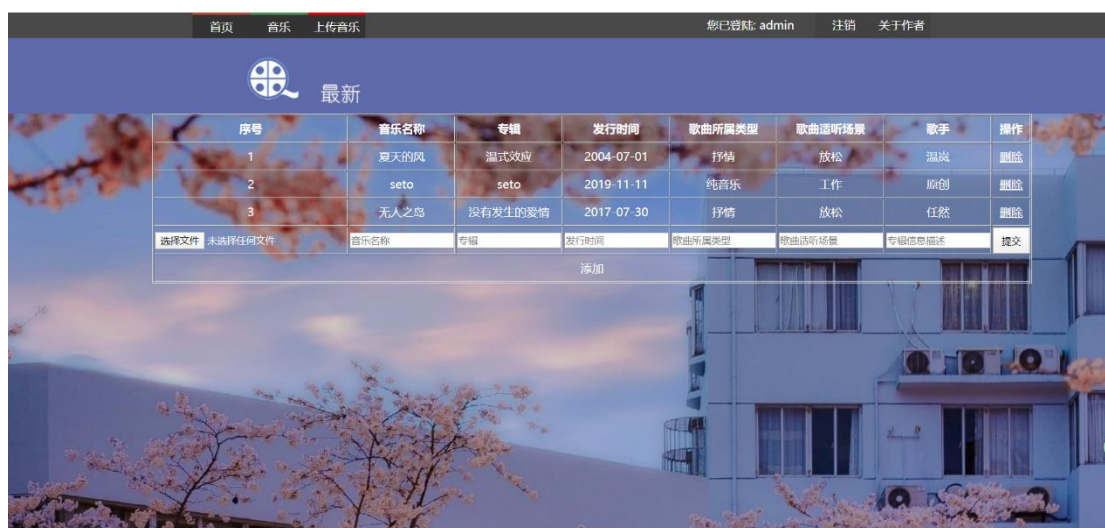 首页 音乐 上传音乐 您已登陆: admin 注销 关于作者
最新
序号 音乐名称 专辑 发行时间 歌曲所属类型 歌曲适听场景 歌手 操作
1 夏天的风 温式效应 2004-07-01 抒情 放松 温岚 删除
2 seto seto 2019-11-11 纯音乐 工作 原创 删除
3 无人之岛 没有发生的爱情 2017-07-30 抒情 放松 任然 删除
选择文件 未选择任何文件 音乐名称 专辑 发行时间 歌曲所属类型 歌曲适听场景 专辑信息描述 提交
添加